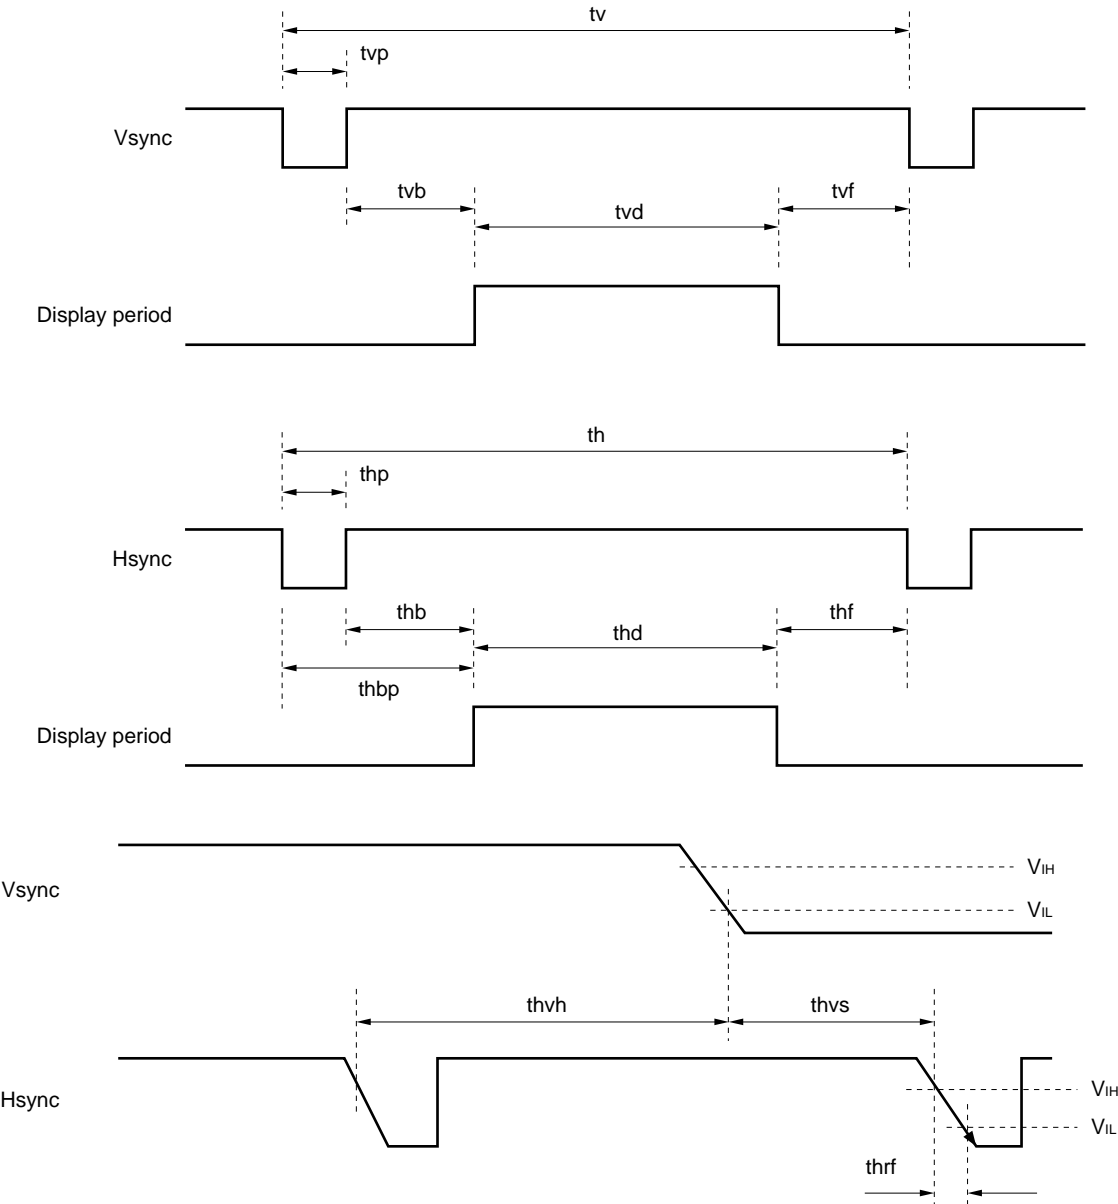 tv
tvp
Vsync
tvb
tvd
tvf
Display period
th
thp
Hsync
thb
thd
thf
thbp
Display period
VIH
Vsync
VIL
thvh
thvs
VIH
Hsync
VIL
thrf